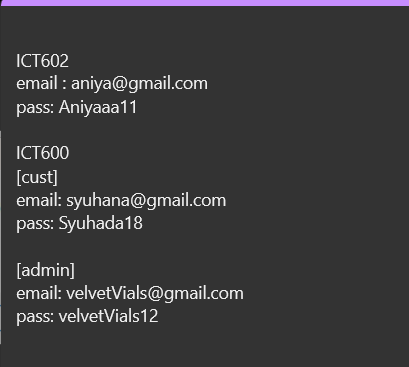 ICT602
email : aniya@gmail.com
pass: Aniyaaa11
ICT600
[cust]
email: syuhana@gmail.com
pass: Syuhada18
[admin]
email: velvetVials@gmail.com
pass: velvetVials12